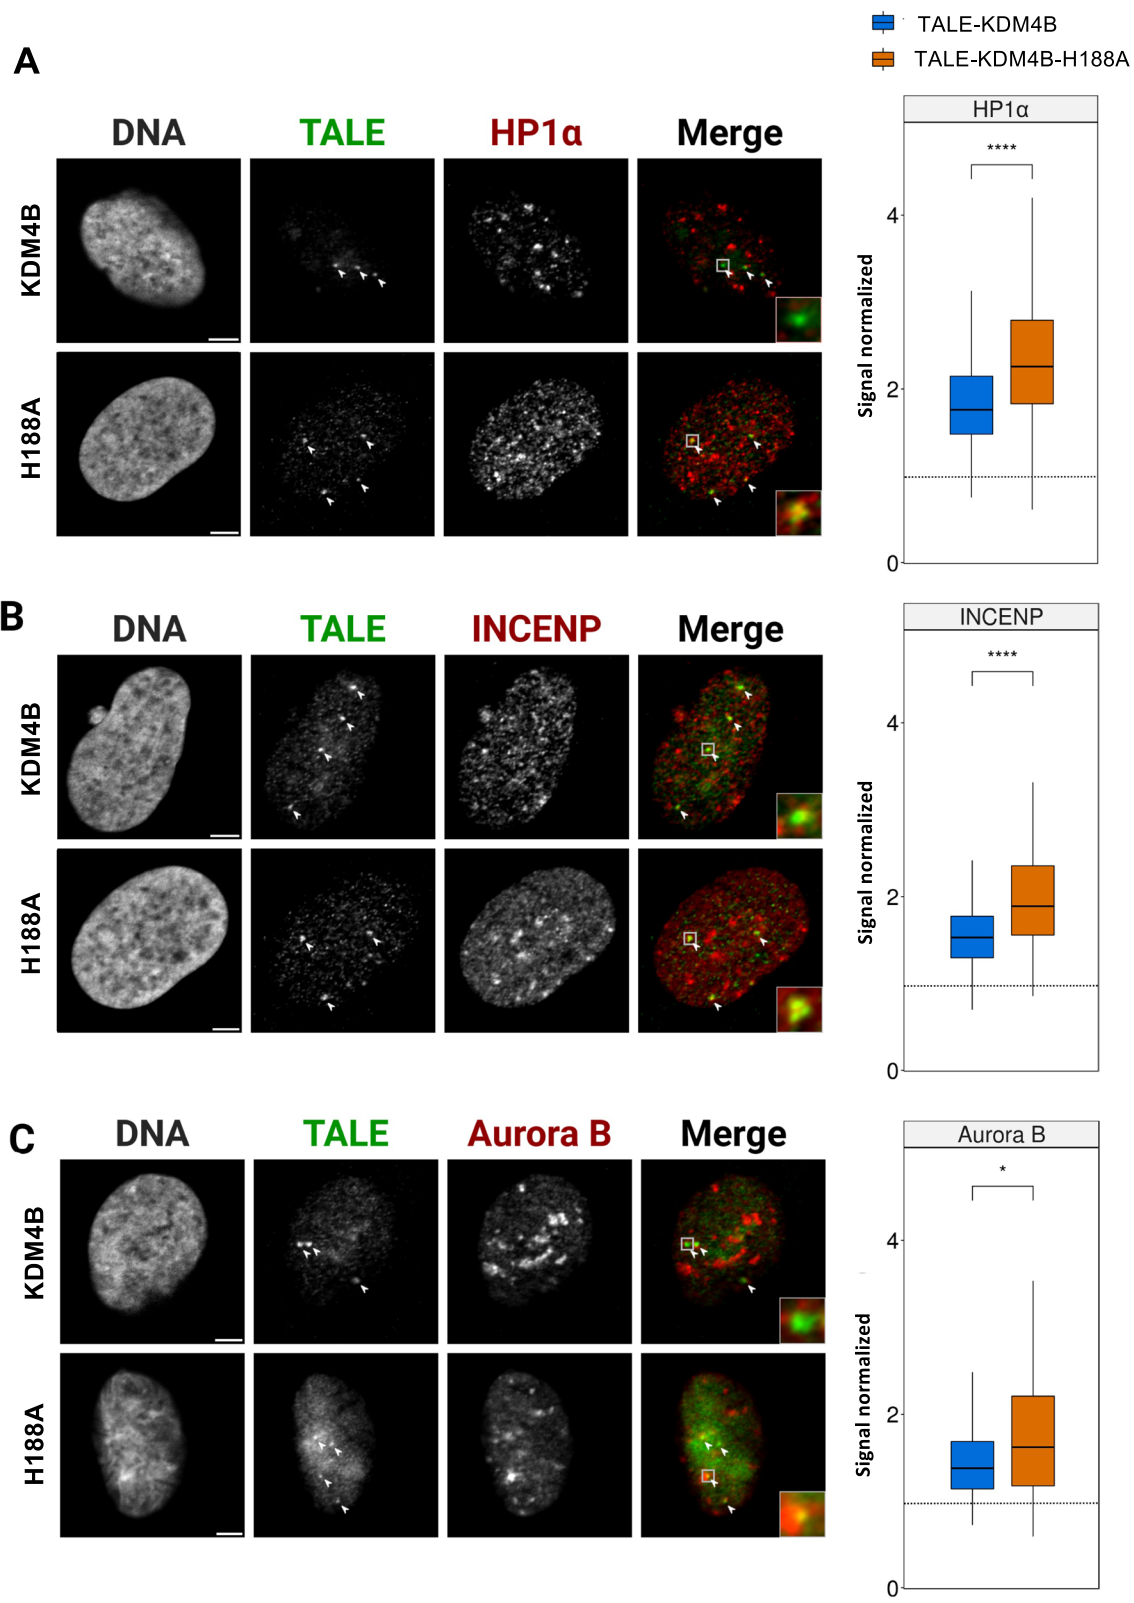 TALE-KDM4B
TALE-KDM4B-H188A
A
DNA TALE HP1α Merge
KDM4B
H188A
HP1α
****
Signal normalized
4
2
0
B
DNA TALE INCENP Merge
KDM4B
H188A
INCENP
****
Signal normalized
4
2
0
C
DNA TALE Aurora B Merge
KDM4B
H188A
Aurora B
*
Signal normalized
4
2
0